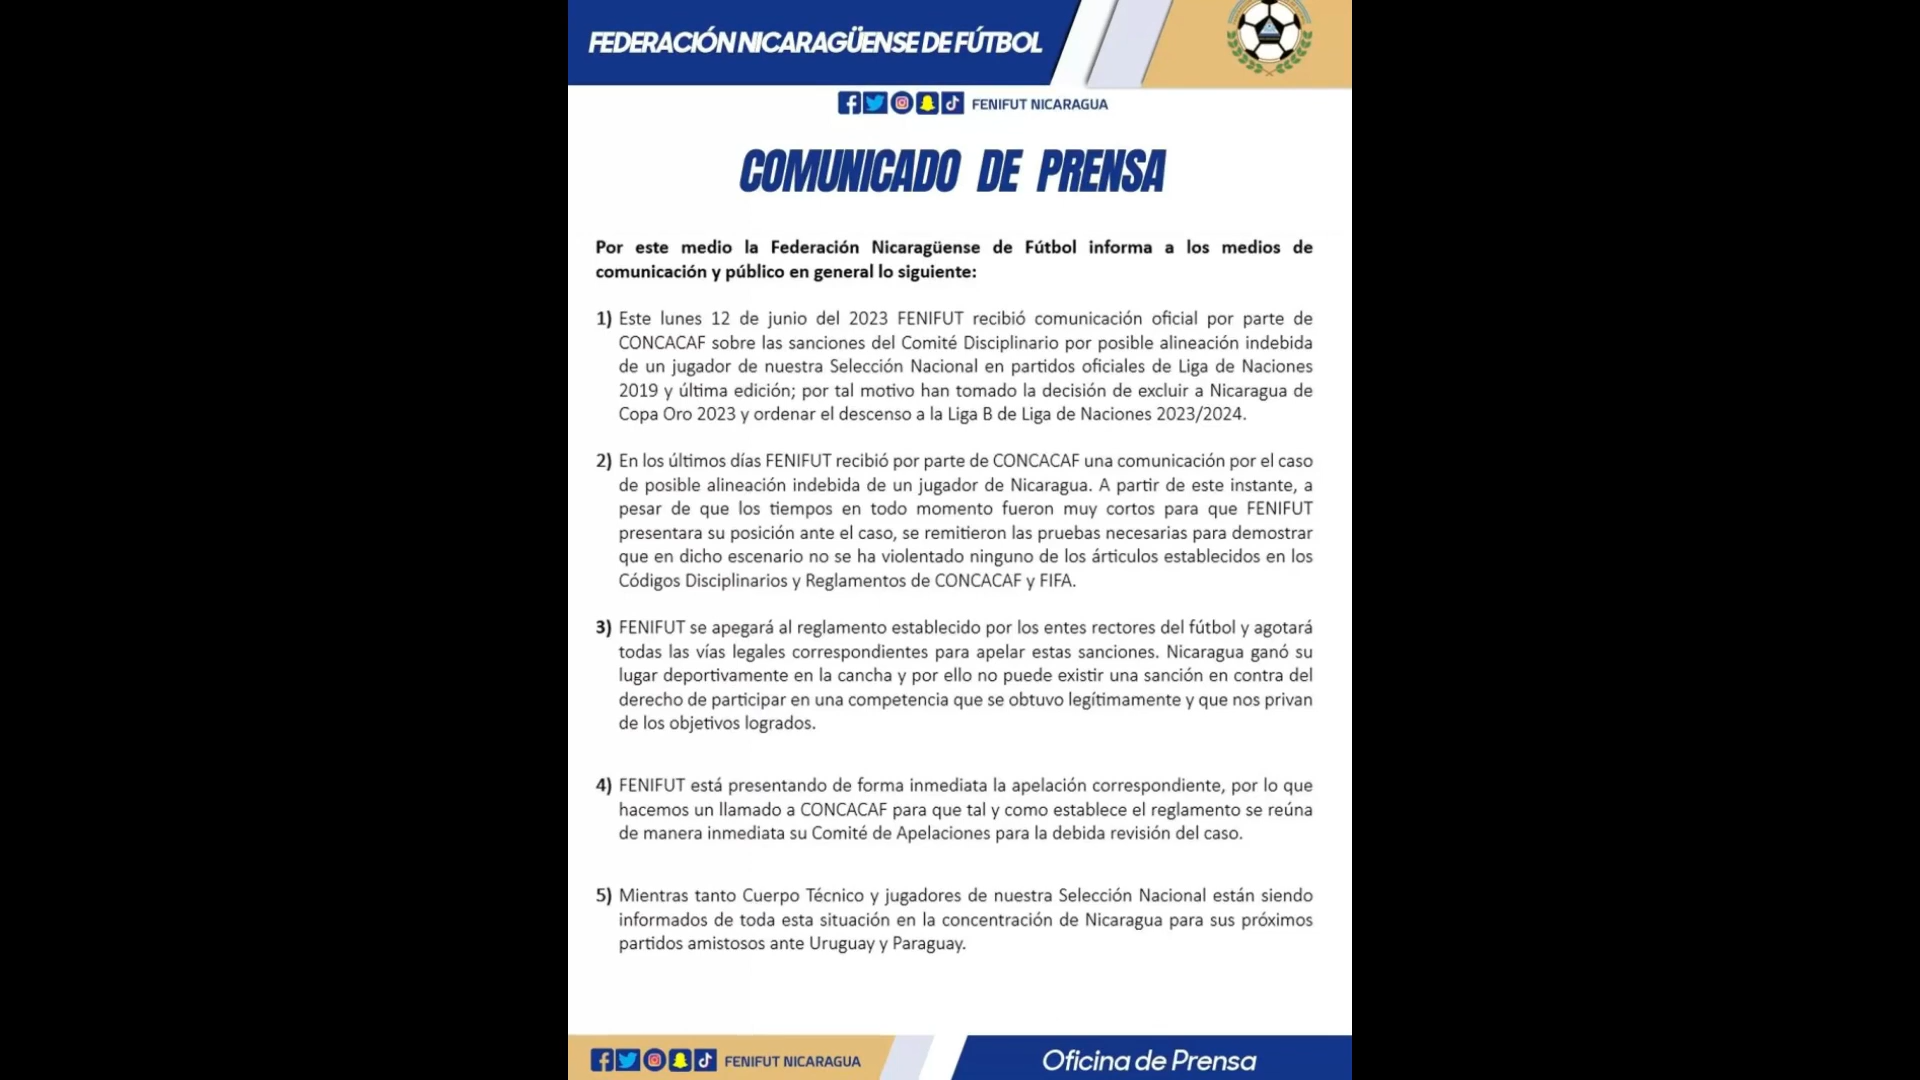 FEDERACIÓN NICARAGÜENSE DE FÚTBOL
FENIFUT NICARAGUA
COMUNICADO DE PRENSA
Por este medio la Federación Nicaragüense de Fútbol informa a los medios de
comunicación y público en general lo siguiente:
1) Este lunes 12 de junio del 2023 FENIFUT recibió comunicación oficial por parte de
CONCACAF sobre las sanciones del Comité Disciplinario por posible alineación indebida
de un jugador de nuestra Selección Nacional en partidos oficiales de Liga de Naciones
2019 y última edición; por tal motivo han tomado la decisión de excluir a Nicaragua de
Copa Oro 2023 y ordenar el descenso a la Liga B de Liga de Naciones 2023/2024.
2) En los últimos días FENIFUT recibió por parte de CONCACAF una comunicación por el caso
de posible alineación indebida de un jugador de Nicaragua. A partir de este instante, a
pesar de que los tiempos en todo momento fueron muy cortos para que FENIFUT
presentara su posición ante el caso, se remitieron las pruebas necesarias para demostrar
que en dicho escenario no se ha violentado ninguno de los árticulos establecidos en los
Códigos Disciplinarios y Reglamentos de CONCACAF y FIFA.
3) FENIFUT se apegará al reglamento establecido por los entes rectores del fútbol y agotará
todas las vías legales correspondientes para apelar estas sanciones. Nicaragua ganó su
lugar deportivamente en la cancha y por ello no puede existir una sanción en contra del
derecho de participar en una competencia que se obtuvo legítimamente y que nos privan
de los objetivos logrados.
4) FENIFUT está presentando de forma inmediata la apelación correspondiente, por lo que
hacemos un llamado a CONCACAF para que tal y como establece el reglamento se reúna
de manera inmediata su Comité de Apelaciones para la debida revisión del caso.
5) Mientras tanto Cuerpo Técnico y jugadores de nuestra Selección Nacional están siendo
informados de toda esta situación en la concentración de Nicaragua para sus próximos
partidos amistosos ante Uruguay y Paraguay.
FENIFUT NICARAGUA
Oficina de Prensa